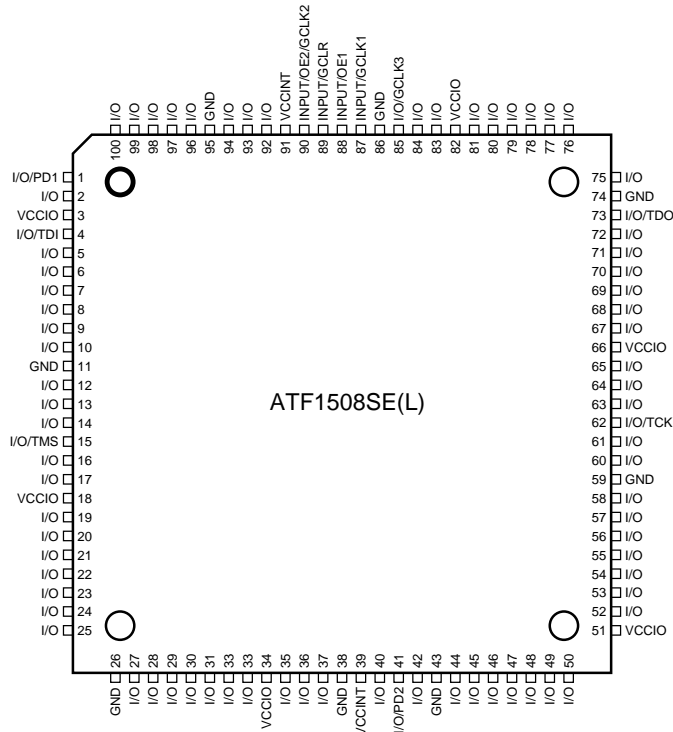 100 I/O
99 I/O
98 I/O
97 I/O
96 I/O
95 GND
94 I/O
93 I/O
92 I/O
91 VCCINT
90 INPUT/OE2/GCLK2
89 INPUT/GCLR
88 INPUT/OE1
87 INPUT/GCLK1
86 GND
85 I/O/GCLK3
84 I/O
83 I/O
82 VCCIO
81 I/O
80 I/O
79 I/O
78 I/O
77 I/O
76 I/O
I/O/PD1 1
I/O 2
VCCIO 3
I/O/TDI 4
I/O 5
I/O 6
I/O 7
I/O 8
I/O 9
I/O 10
GND 11
I/O 12
I/O 13
I/O 14
I/O/TMS 15
I/O 16
I/O 17
VCCIO 18
I/O 19
I/O 20
I/O 21
I/O 22
I/O 23
I/O 24
I/O 25
ATF1508SE(L)
75 I/O
74 GND
73 I/O/TDO
72 I/O
71 I/O
70 I/O
69 I/O
68 I/O
67 I/O
66 VCCIO
65 I/O
64 I/O
63 I/O
62 I/O/TCK
61 I/O
60 I/O
59 GND
58 I/O
57 I/O
56 I/O
55 I/O
54 I/O
53 I/O
52 I/O
51 VCCIO
GND 26
I/O 27
I/O 28
I/O 29
I/O 30
I/O 31
I/O 33
I/O 33
VCCIO 34
I/O 35
I/O 36
I/O 37
GND 38
VCCINT 39
I/O 40
I/O/PD2 41
I/O 42
GND 43
I/O 44
I/O 45
I/O 46
I/O 47
I/O 48
I/O 49
I/O 50